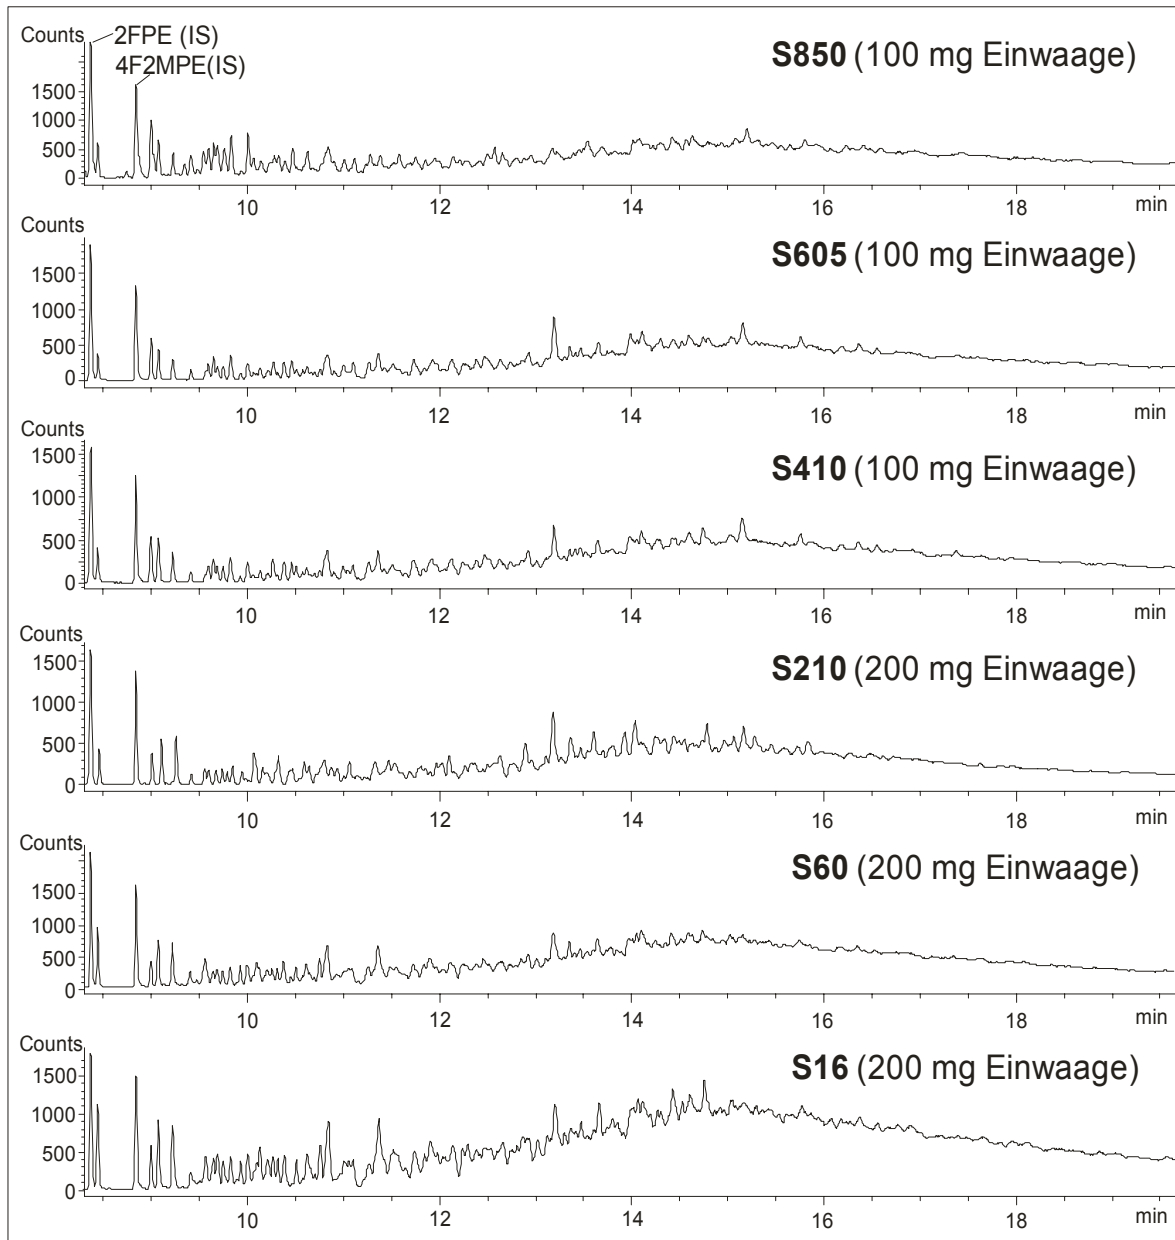 Counts
2FPE (IS)
4F2MPE(IS)
S850 (100 mg Einwaage)
1500
1000
500
0
10 12 14 16 18 min
Counts
S605 (100 mg Einwaage)
1500
1000
500
0
10 12 14 16 18 min
Counts
S410 (100 mg Einwaage)
1500
1000
500
0
10 12 14 16 18 min
Counts
S210 (200 mg Einwaage)
1500
1000
500
0
10 12 14 16 18 min
Counts
S60 (200 mg Einwaage)
1500
1000
500
0
10 12 14 16 18 min
Counts
S16 (200 mg Einwaage)
1500
1000
500
0
10 12 14 16 18 min